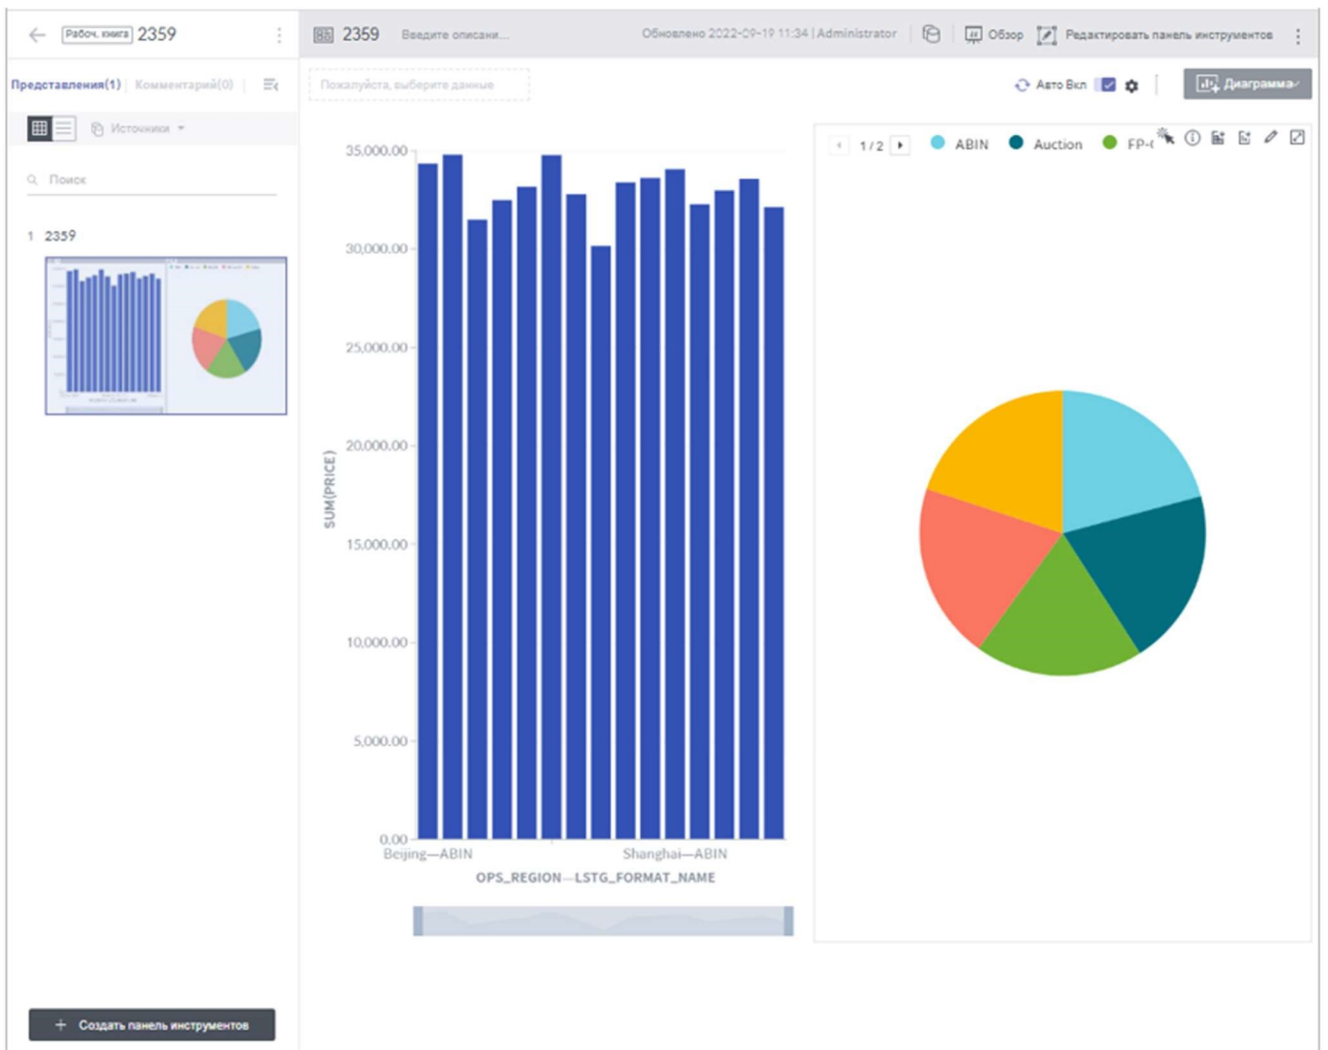 Рабоч. книга 2359
2359 Введите описани... Обновлено 2022-09-19 11:34 | Administrator Обзор Редактировать панель инструментов
Представления(1) Комментарий(0)
Пожалуйста, выберите данные Авто Вкл Диаграмма
Источники
Поиск
1 2359
1/2 ABIN Auction FP-
35,000.00
30,000.00
25,000.00
20,000.00
15,000.00
10,000.00
5,000.00
0.00
SUM(PRICE)
Beijing—ABIN Shanghai—ABIN
OPS_REGION—LSTG_FORMAT_NAME
+ Создать панель инструментов